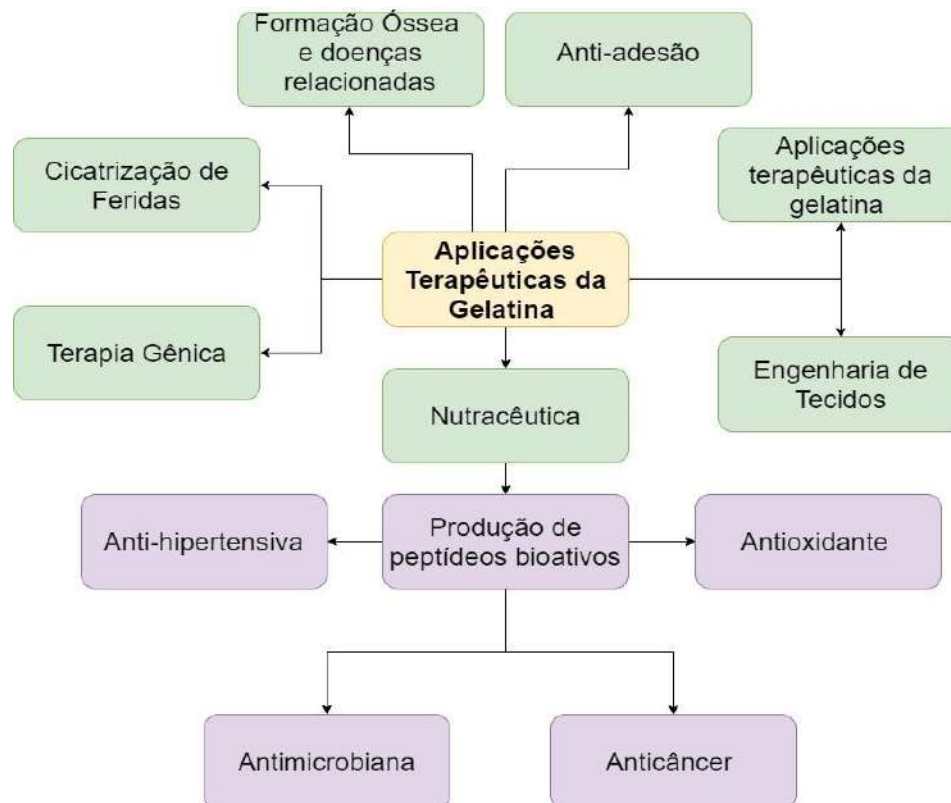 Formação Óssea
e doenças
relacionadas
Anti-adesão
Cicatrização de
Feridas
Aplicações
terapêuticas da
gelatina
Aplicações
Terapêuticas da
Gelatina
Terapia Gênica
Engenharia de
Tecidos
Nutracêutica
Anti-hipertensiva
Produção de
peptídeos bioativos
Antioxidante
Antimicrobiana
Anticâncer